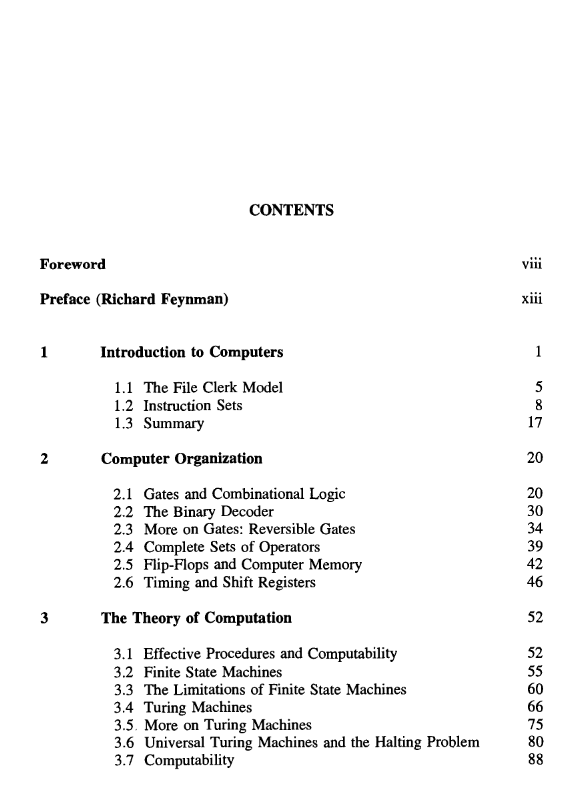 CONTENTS
Foreword viii
Preface (Richard Feynman) xiii
1 Introduction to Computers 1
1.1 The File Clerk Model 5
1.2 Instruction Sets 8
1.3 Summary 17
2 Computer Organization 20
2.1 Gates and Combinational Logic 20
2.2 The Binary Decoder 30
2.3 More on Gates: Reversible Gates 34
2.4 Complete Sets of Operators 39
2.5 Flip-Flops and Computer Memory 42
2.6 Timing and Shift Registers 46
3 The Theory of Computation 52
3.1 Effective Procedures and Computability 52
3.2 Finite State Machines 55
3.3 The Limitations of Finite State Machines 60
3.4 Turing Machines 66
3.5 More on Turing Machines 75
3.6 Universal Turing Machines and the Halting Problem 80
3.7 Computability 88